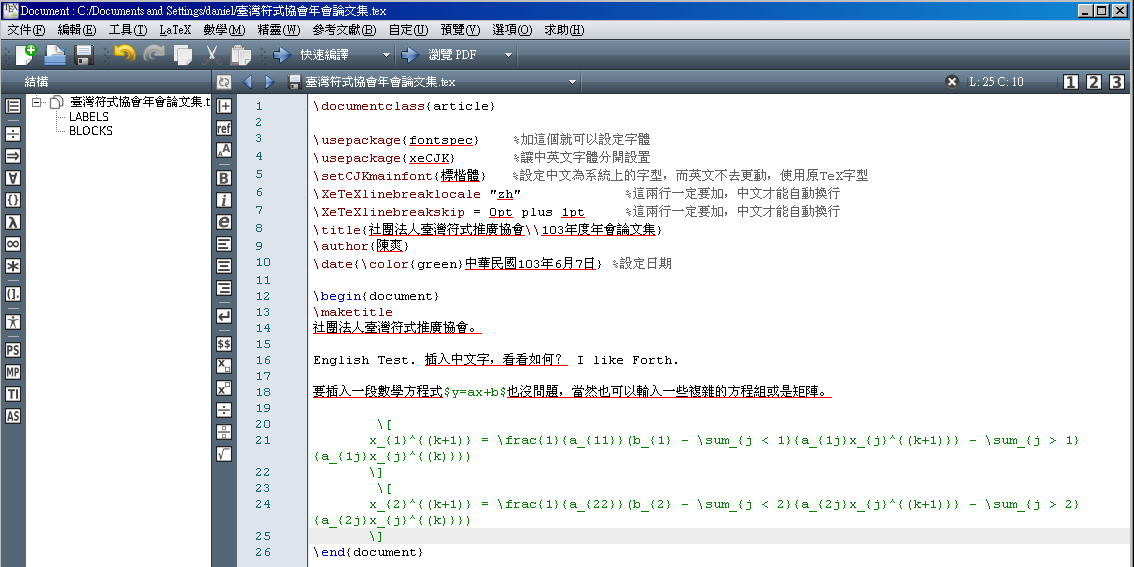 Document : C:/Documents and Settings/daniel/臺灣符式協會年會論文集.tex
文件(F) 編輯(E) 工具(T) LaTeX 數學(M) 精靈(W) 參考文獻(B) 自定(U) 預覽(V) 選項(O) 求助(H)
快速編譯 瀏覽 PDF
結構 臺灣符式協會年會論文集.tex L: 25 C: 10 1 2 3
臺灣符式協會年會論文集.t
LABELS
BLOCKS
ref
PS
MP
TI
AS
1 \documentclass{article}
2
3 \usepackage{fontspec} %加這個就可以設定字體
4 \usepackage{xeCJK} %讓中英文字體分開設置
5 \setCJKmainfont{標楷體} %設定中文為系統上的字型，而英文不去更動，使用原TeX字型
6 \XeTeXlinebreaklocale "zh" %這兩行一定要加，中文才能自動換行
7 \XeTeXlinebreakskip = 0pt plus 1pt %這兩行一定要加，中文才能自動換行
8 \title{社團法人臺灣符式推廣協會\\103年度年會論文集}
9 \author{陳爽}
10 \date{\color{green}中華民國103年6月7日} %設定日期
11
12 \begin{document}
13 \maketitle
14 社團法人臺灣符式推廣協會。
15
16 English Test. 插入中文字，看看如何？ I like Forth.
17
18 要插入一段數學方程式$y=ax+b$也沒問題，當然也可以輸入一些複雜的方程組或是矩陣。
19
20 \[
21 x_{1}^{(k+1)} = \frac{1}{a_{11}}(b_{1} - \sum_{j < 1}{a_{1j}x_{j}^{(k+1)}} - \sum_{j > 1}
{a_{1j}x_{j}^{(k)}})
22 \]
23 \[
24 x_{2}^{(k+1)} = \frac{1}{a_{22}}(b_{2} - \sum_{j < 2}{a_{2j}x_{j}^{(k+1)}} - \sum_{j > 2}
{a_{2j}x_{j}^{(k)}})
25 \]
26 \end{document}